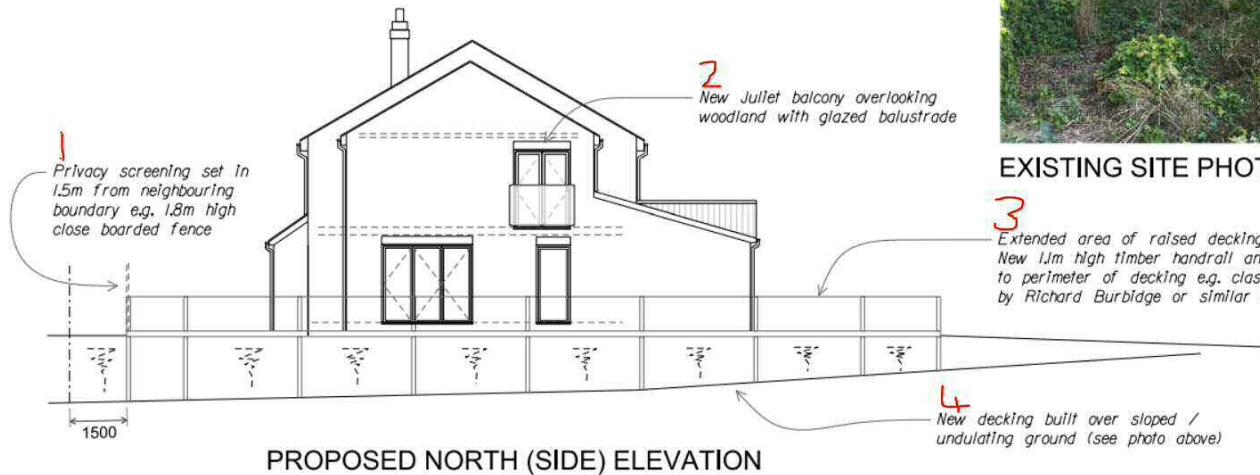 2
New Juliet balcony overlooking
woodland with glazed balustrade
1
Privacy screening set in
1.5m from neighbouring
boundary e.g. 1.8m high
close boarded fence
EXISTING SITE PHOT
3
Extended area of raised decking
New 1.1m high timber handrail an
to perimeter of decking e.g. clas
by Richard Burbidge or similar
4
New decking built over sloped /
undulating ground (see photo above)
1500
PROPOSED NORTH (SIDE) ELEVATION